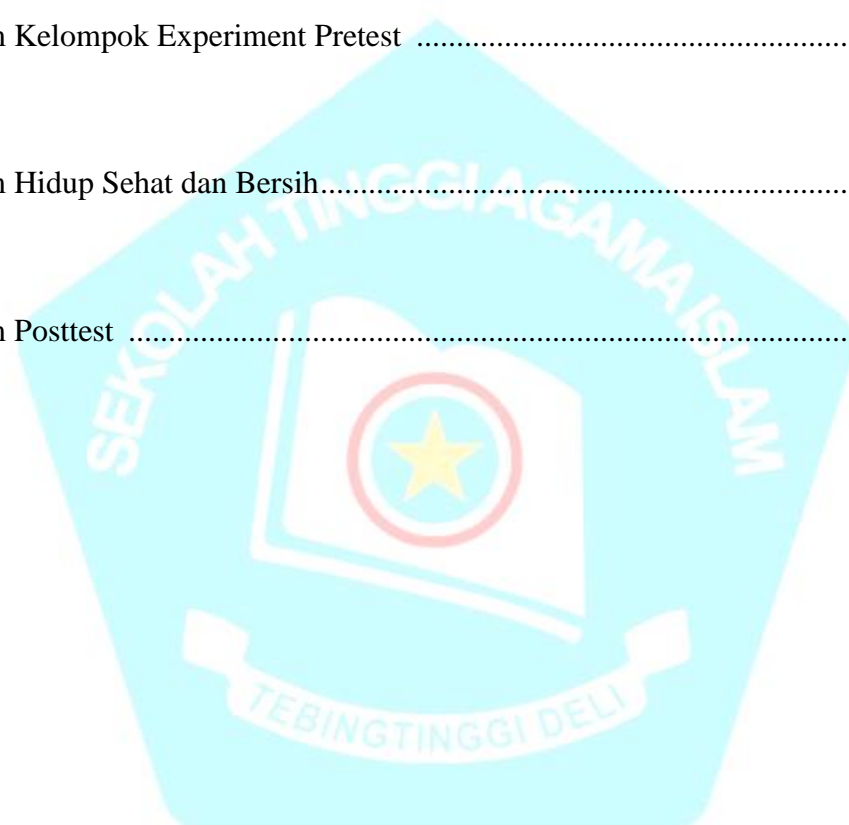 n Kelompok Experiment Pretest ......................................................
n Hidup Sehat dan Bersih..................................................................
n Posttest ..........................................................................................
SEKOLAH TINGGI AGAMA ISLAM
TEBINGTINGGI DELI